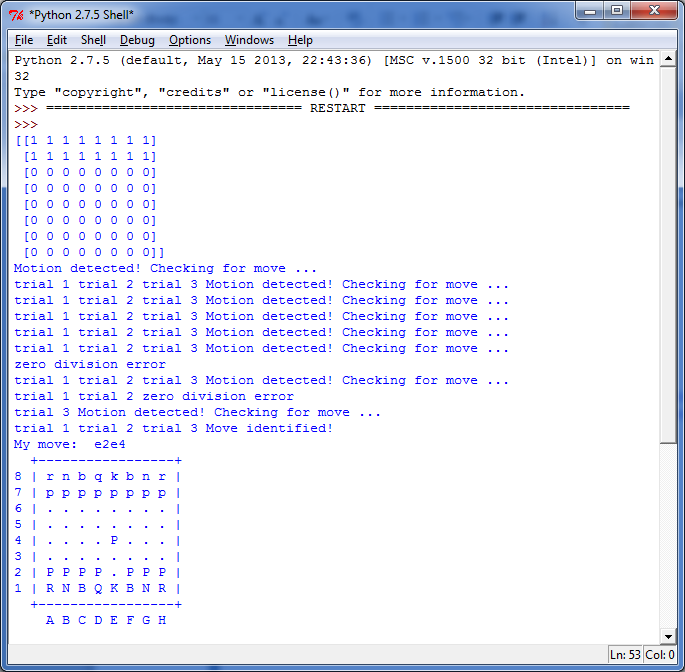 *Python 2.7.5 Shell*
File Edit Shell Debug Options Windows Help
Python 2.7.5 (default, May 15 2013, 22:43:36) [MSC v.1500 32 bit (Intel)] on win
32
Type "copyright", "credits" or "license()" for more information.
>>> ================================ RESTART ================================
>>>
[[1 1 1 1 1 1 1 1]
 [1 1 1 1 1 1 1 1]
 [0 0 0 0 0 0 0 0]
 [0 0 0 0 0 0 0 0]
 [0 0 0 0 0 0 0 0]
 [0 0 0 0 0 0 0 0]
 [0 0 0 0 0 0 0 0]
 [0 0 0 0 0 0 0 0]]
Motion detected! Checking for move ...
trial 1 trial 2 trial 3 Motion detected! Checking for move ...
trial 1 trial 2 trial 3 Motion detected! Checking for move ...
trial 1 trial 2 trial 3 Motion detected! Checking for move ...
trial 1 trial 2 trial 3 Motion detected! Checking for move ...
trial 1 trial 2 trial 3 Motion detected! Checking for move ...
zero division error
trial 1 trial 2 trial 3 Motion detected! Checking for move ...
trial 1 trial 2 zero division error
trial 3 Motion detected! Checking for move ...
trial 1 trial 2 trial 3 Move identified!
My move:  e2e4
  +-----------------+
8 | r n b q k b n r |
7 | p p p p p p p p |
6 | . . . . . . . . |
5 | . . . . . . . . |
4 | . . . . P . . . |
3 | . . . . . . . . |
2 | P P P P . P P P |
1 | R N B Q K B N R |
  +-----------------+
    A B C D E F G H
Ln: 53 Col: 0